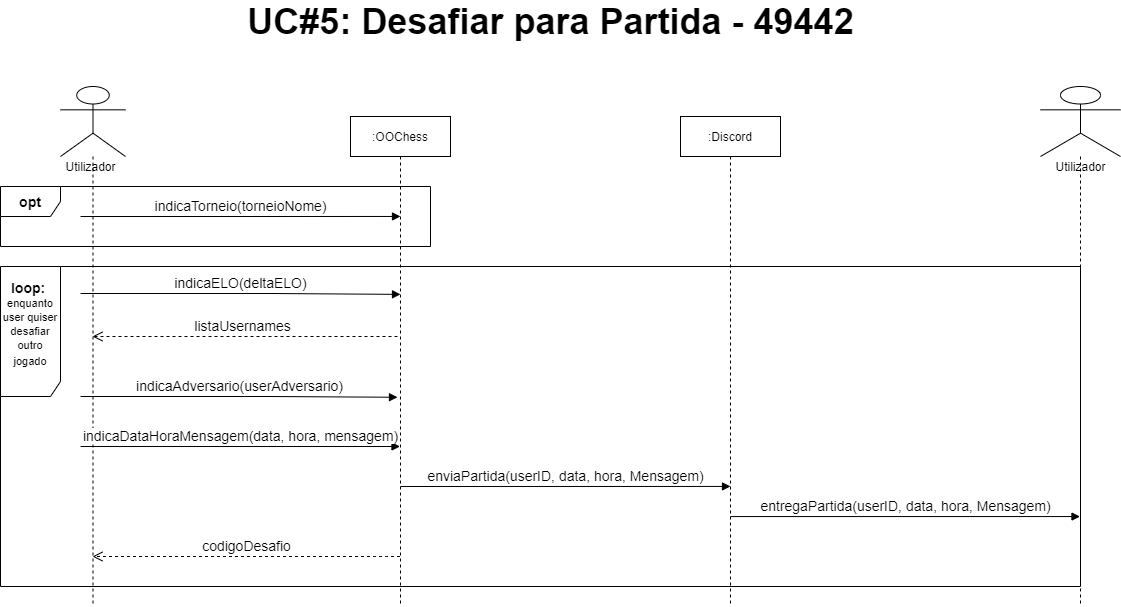 UC#5: Desafiar para Partida - 49442
Utilizador
:OOChess
:Discord
Utilizador
opt
indicaTorneio(torneioNome)
loop:
enquanto
user quiser
desafiar
outro
jogado
indicaELO(deltaELO)
listaUsernames
indicaAdversario(userAdversario)
indicaDataHoraMensagem(data, hora, mensagem)
enviaPartida(userID, data, hora, Mensagem)
entregaPartida(userID, data, hora, Mensagem)
codigoDesafio